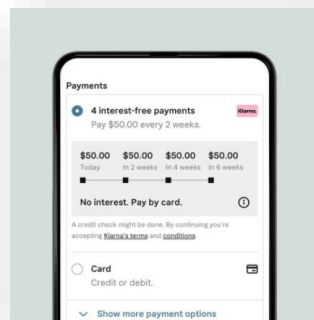 Payments
4 interest-free payments
Klarna.
Pay $50.00 every 2 weeks.
$50.00 $50.00 $50.00 $50.00
Today In 2 weeks In 4 weeks In 6 weeks
No interest. Pay by card.
A credit check might be done. By continuing you're
accepting Klarna's terms and conditions.
Card
Credit or debit.
Show more payment options